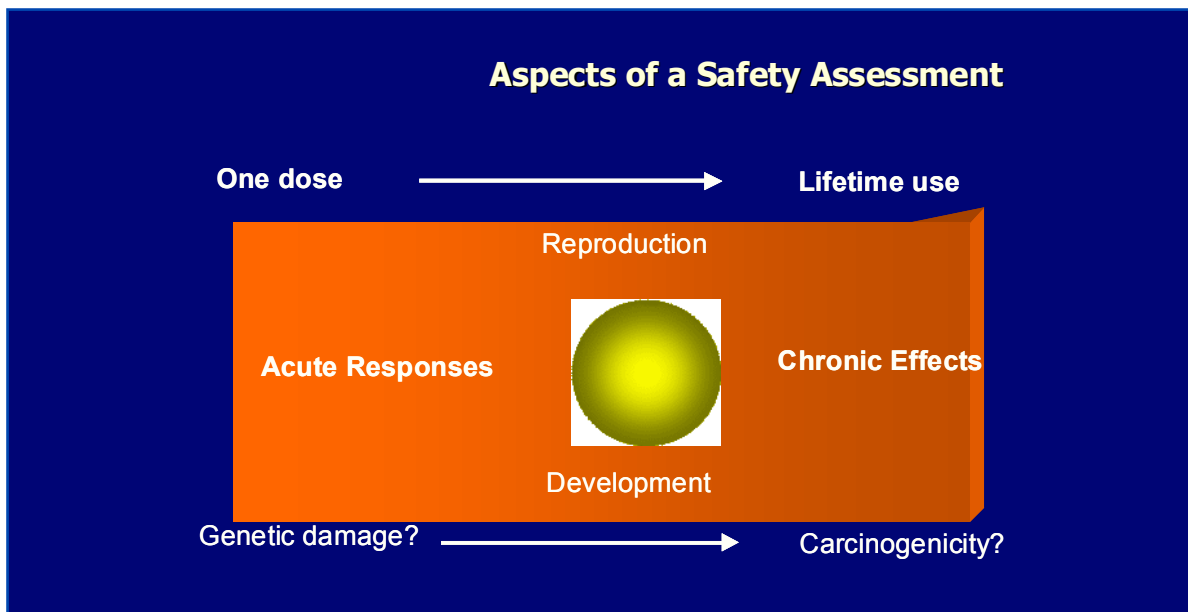 Aspects of a Safety Assessment
One dose
Lifetime use
Reproduction
Acute Responses
Chronic Effects
Development
Genetic damage?
Carcinogenicity?